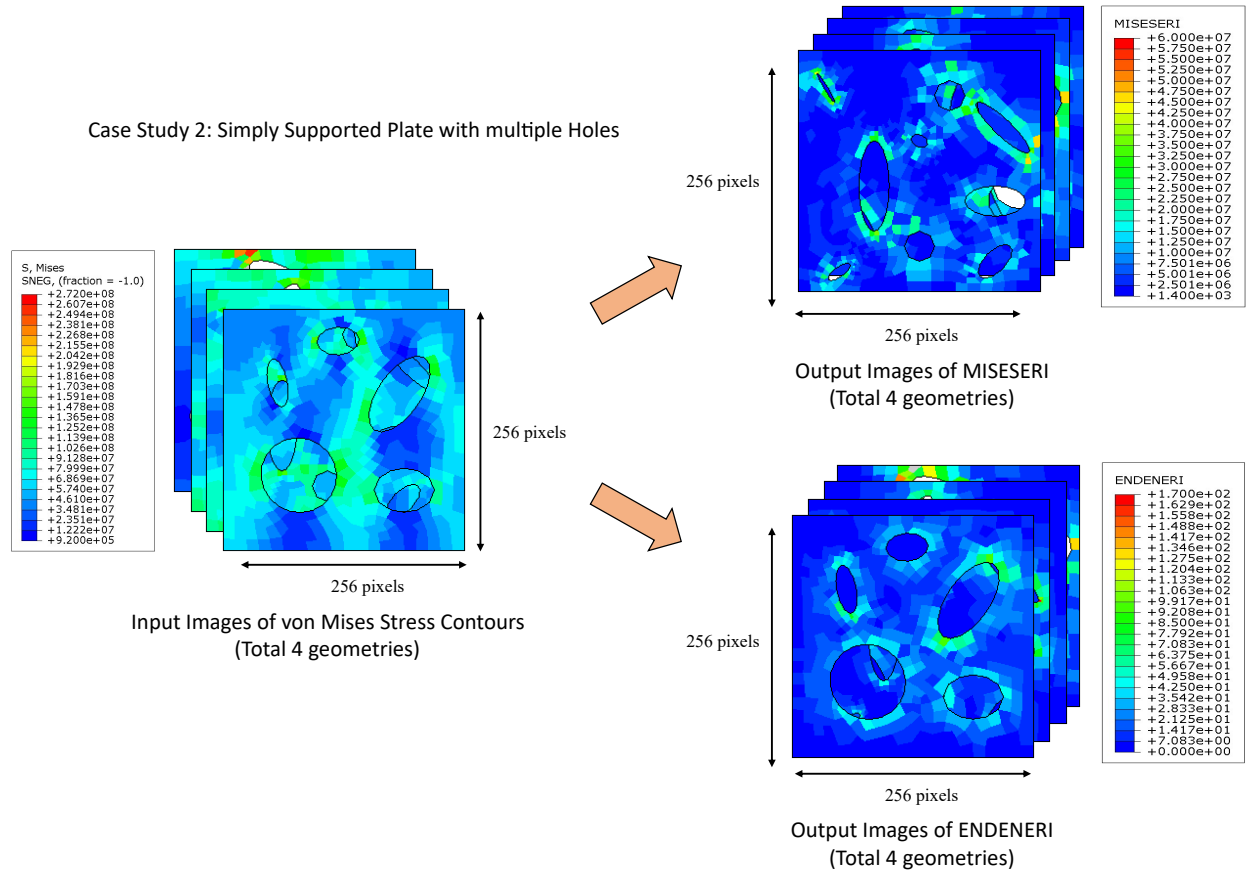 Case Study 2: Simply Supported Plate with multiple Holes
S, Mises
SNEG, (fraction = -1.0)
+2.720e+08
+2.607e+08
+2.494e+08
+2.381e+08
+2.268e+08
+2.155e+08
+2.042e+08
+1.929e+08
+1.816e+08
+1.703e+08
+1.591e+08
+1.478e+08
+1.365e+08
+1.252e+08
+1.139e+08
+1.026e+08
+9.128e+07
+7.999e+07
+6.869e+07
+5.740e+07
+4.610e+07
+3.481e+07
+2.351e+07
+1.222e+07
+9.200e+05
256 pixels
256 pixels
Input Images of von Mises Stress Contours
(Total 4 geometries)
256 pixels
256 pixels
Output Images of MISESERI
(Total 4 geometries)
MISESERI
+6.000e+07
+5.750e+07
+5.500e+07
+5.250e+07
+5.000e+07
+4.750e+07
+4.500e+07
+4.250e+07
+4.000e+07
+3.750e+07
+3.500e+07
+3.250e+07
+3.000e+07
+2.750e+07
+2.500e+07
+2.250e+07
+2.000e+07
+1.750e+07
+1.500e+07
+1.250e+07
+1.000e+07
+7.501e+06
+5.001e+06
+2.501e+06
+1.400e+03
256 pixels
256 pixels
Output Images of ENDENERI
(Total 4 geometries)
ENDENERI
+1.700e+02
+1.629e+02
+1.558e+02
+1.488e+02
+1.417e+02
+1.346e+02
+1.275e+02
+1.204e+02
+1.133e+02
+1.063e+02
+9.917e+01
+9.208e+01
+8.500e+01
+7.792e+01
+7.083e+01
+6.375e+01
+5.667e+01
+4.958e+01
+4.250e+01
+3.542e+01
+2.833e+01
+2.125e+01
+1.417e+01
+7.083e+00
+0.000e+00